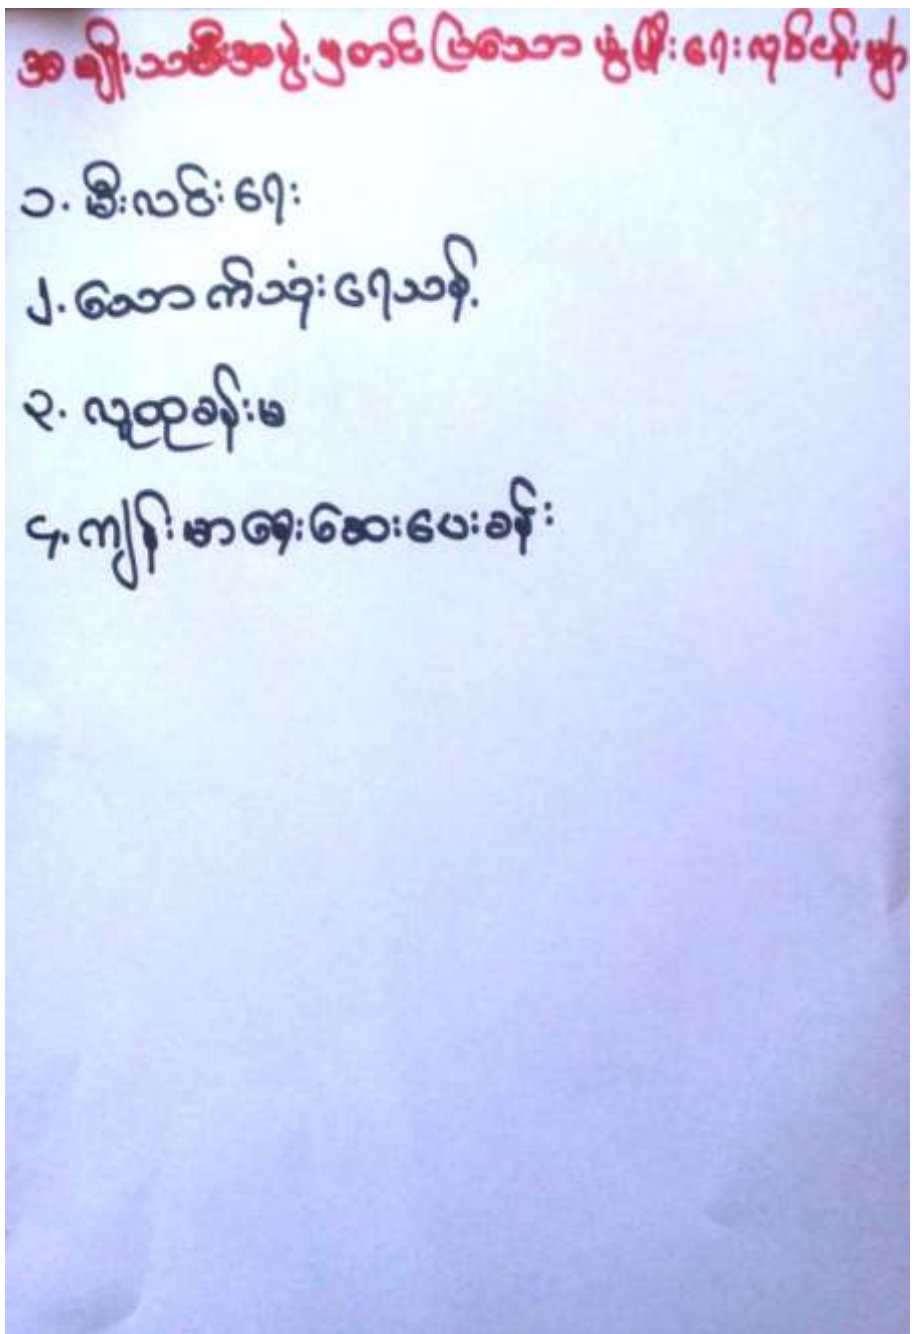 အမျိုးသမီးအဖွဲ့မှတင်ပြသော ဖွံ့ဖြိုးရေးလုပ်ငန်းများ
၁. မီးလင်းရေး
၂. သောက်သုံးရေသန့်
၃. လူထုခန်းမ
၄. ကျန်းမာရေးဆေးပေးခန်း